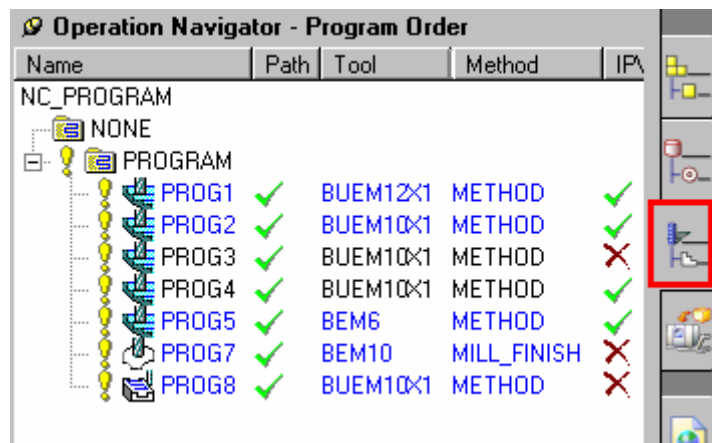 Operation Navigator - Program Order
Name Path Tool Method IPV
NC_PROGRAM
NONE
PROGRAM
PROG1 BUEM12X1 METHOD
PROG2 BUEM10X1 METHOD
PROG3 BUEM10X1 METHOD
PROG4 BUEM10X1 METHOD
PROG5 BEM6 METHOD
PROG7 BEM10 MILL_FINISH
PROG8 BUEM10X1 METHOD